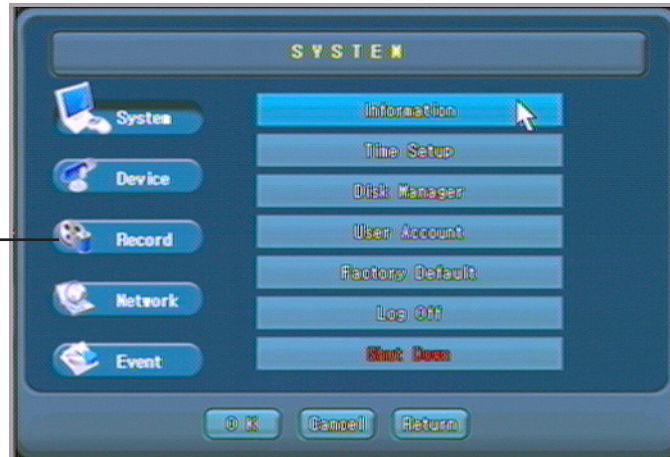 SYSTEM
System
Device
Record
Network
Event
Information
Time Setup
Disk Manager
User Account
Factory Default
Log Off
Shut Down
OK Cancel Return